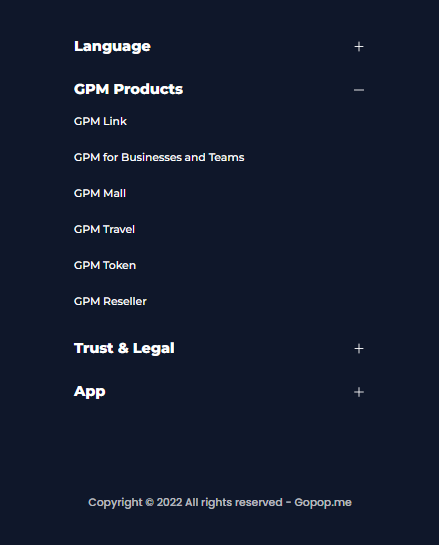 Language
GPM Products
GPM Link
GPM for Businesses and Teams
GPM Mall
GPM Travel
GPM Token
GPM Reseller
Trust & Legal
App
Copyright © 2022 All rights reserved - Gopop.me